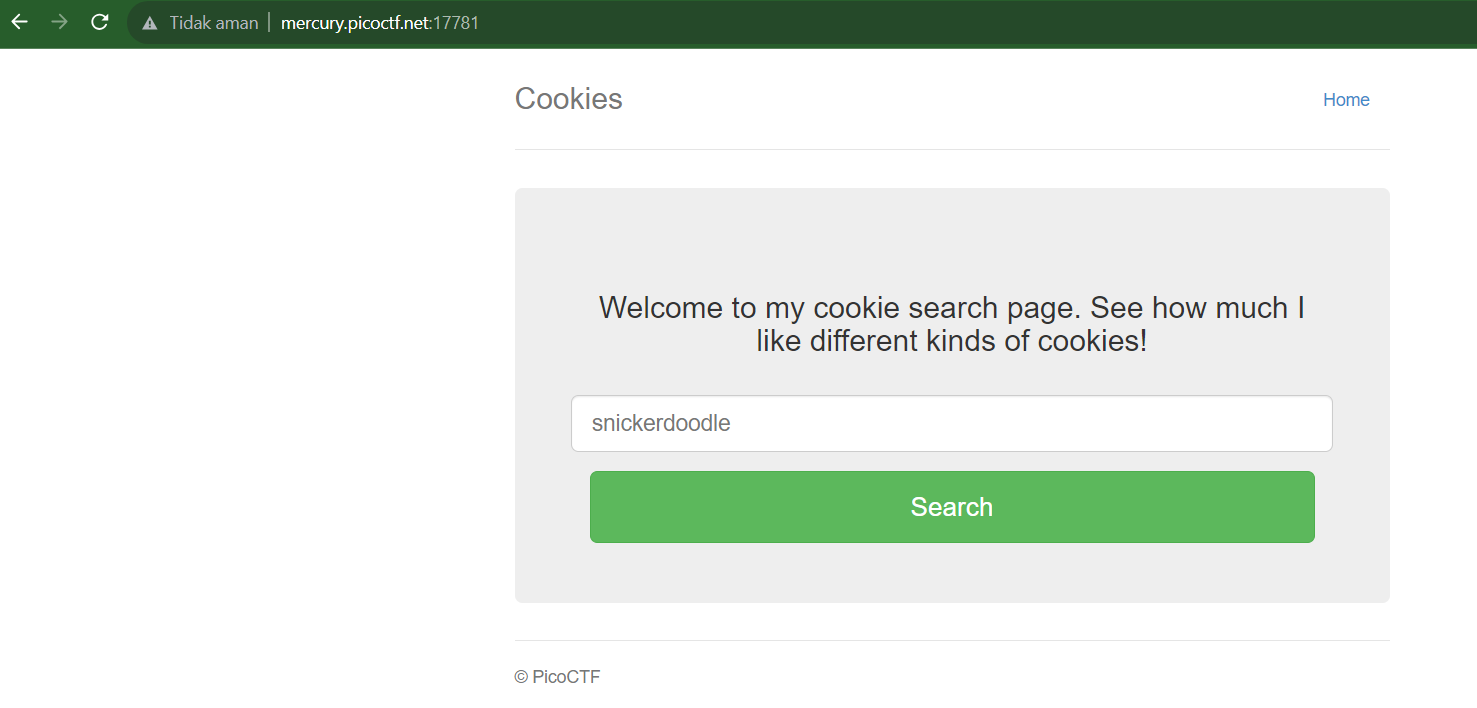 Tidak aman | mercury.picoctf.net:17781
Cookies
Home
Welcome to my cookie search page. See how much I
like different kinds of cookies!
snickerdoodle
Search
© PicoCTF